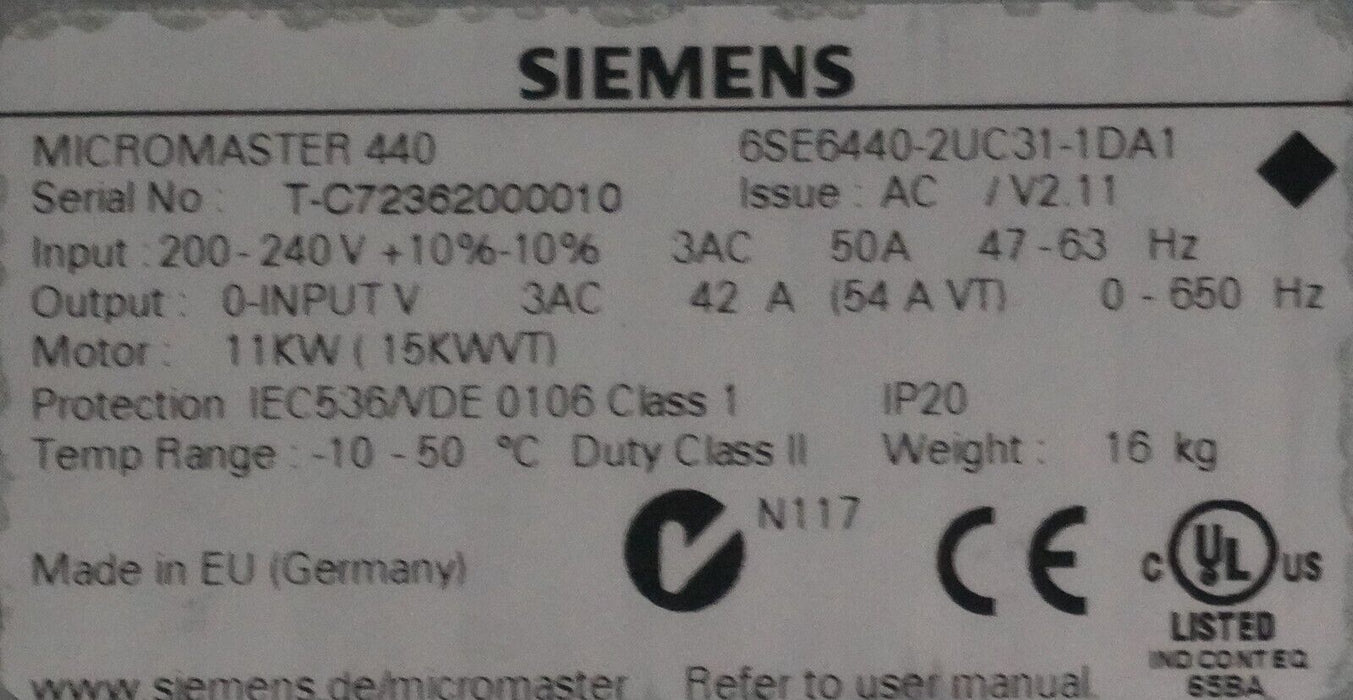 SIEMENS
MICROMASTER 440 6SE6440-2UC31-1DA1
Serial No : T-C72362000010 Issue : AC / V2.11
Input : 200-240V +10%-10% 3AC 50A 47-63 Hz
Output : 0-INPUT V 3AC 42 A (54 A VT) 0 - 650 Hz
Motor : 11KW ( 15KWVT)
Protection IEC536/VDE 0106 Class 1 IP20
Temp Range : -10 - 50 °C Duty Class II Weight : 16 kg
N117
CE
Made in EU (Germany)
C UL US
LISTED
IND CONT EQ
www.siemens.de/micromaster Refer to user manual